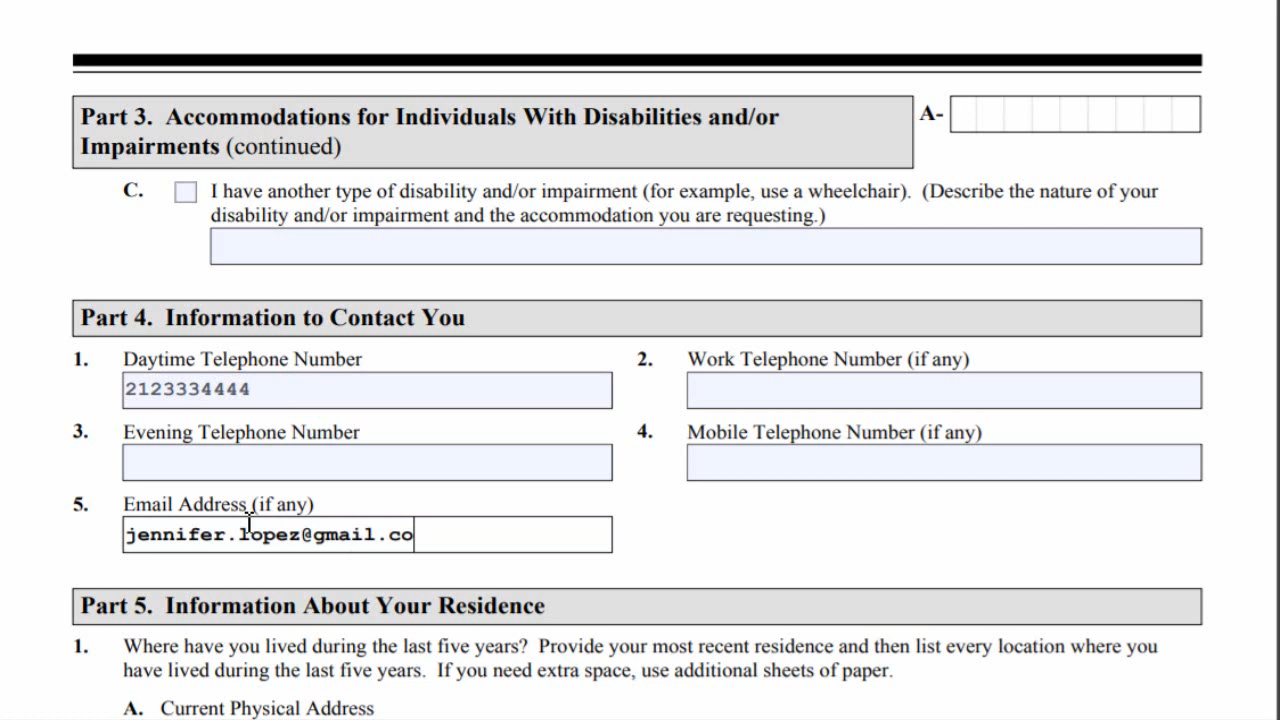 Part 3. Accommodations for Individuals With Disabilities and/or
Impairments (continued)
A-
C. I have another type of disability and/or impairment (for example, use a wheelchair). (Describe the nature of your
disability and/or impairment and the accommodation you are requesting.)
Part 4. Information to Contact You
1. Daytime Telephone Number
2123334444
2. Work Telephone Number (if any)
3. Evening Telephone Number
4. Mobile Telephone Number (if any)
5. Email Address (if any)
jennifer.lopez@gmail.co
Part 5. Information About Your Residence
1. Where have you lived during the last five years? Provide your most recent residence and then list every location where you
have lived during the last five years. If you need extra space, use additional sheets of paper.
A. Current Physical Address